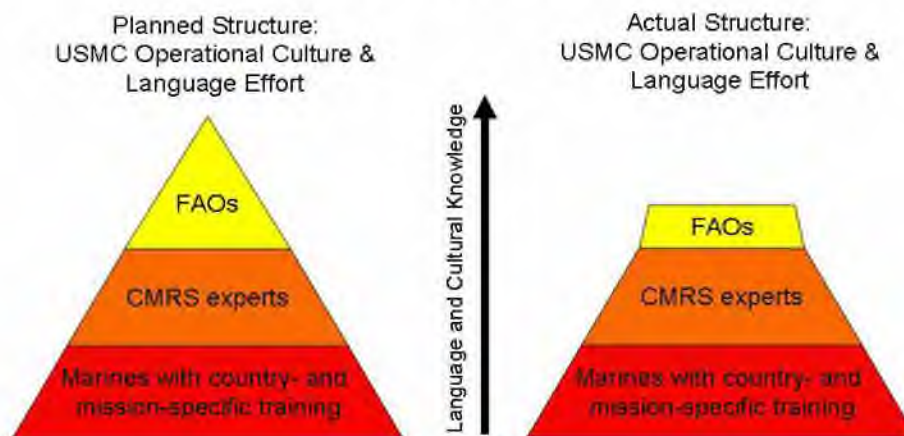 Planned Structure:
USMC Operational Culture &
Language Effort
FAOs
CMRS experts
Marines with country- and
mission-specific training
Language and Cultural Knowledge
Actual Structure:
USMC Operational Culture &
Language Effort
FAOs
CMRS experts
Marines with country- and
mission-specific training